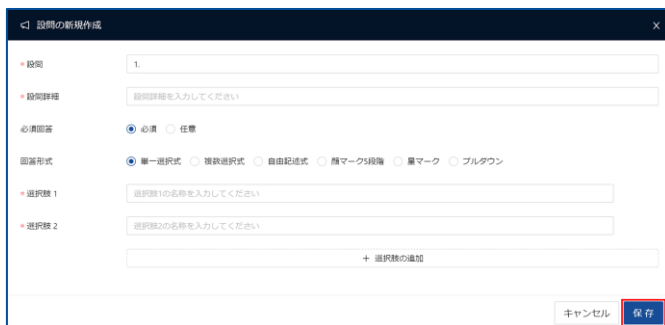 設問の新規作成
* 設問
1.
* 設問詳細
設問詳細を入力してください
必須回答
必須 任意
回答形式
単一選択式 複数選択式 自由記述式 顔マーク5段階 星マーク プルダウン
* 選択肢 1
選択肢1の名称を入力してください
* 選択肢 2
選択肢2の名称を入力してください
+ 選択肢の追加
キャンセル 保存